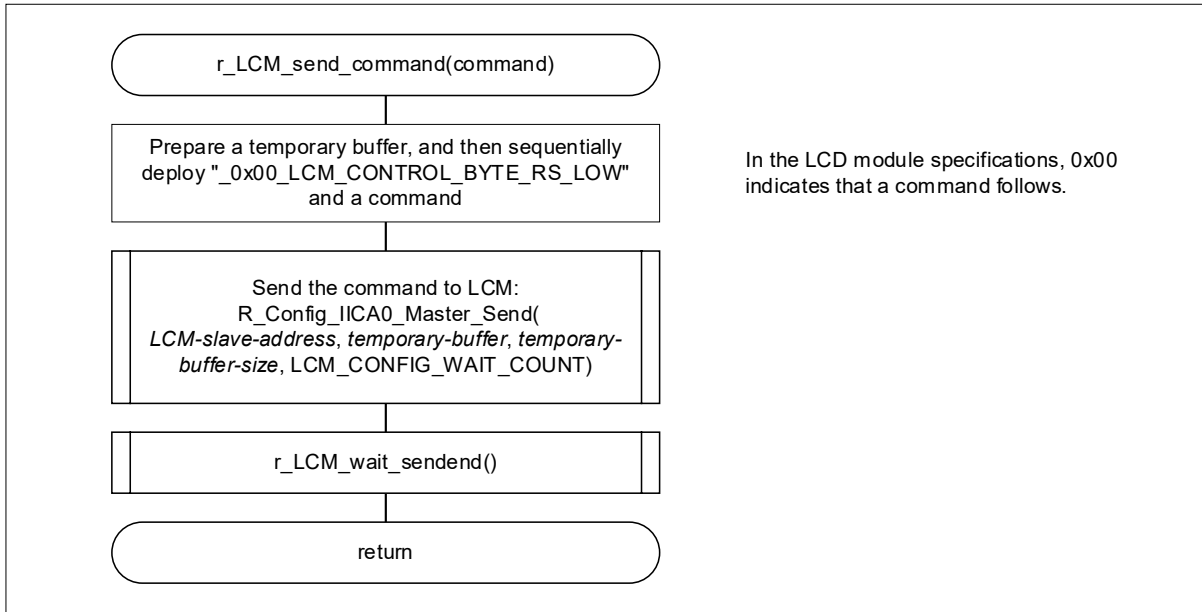 r_LCM_send_command(command)
Prepare a temporary buffer, and then sequentially
deploy "_0x00_LCM_CONTROL_BYTE_RS_LOW"
and a command
In the LCD module specifications, 0x00
indicates that a command follows.
Send the command to LCM:
R_Config_IICA0_Master_Send(
LCM-slave-address, temporary-buffer, temporary-
buffer-size, LCM_CONFIG_WAIT_COUNT)
r_LCM_wait_sendend()
return